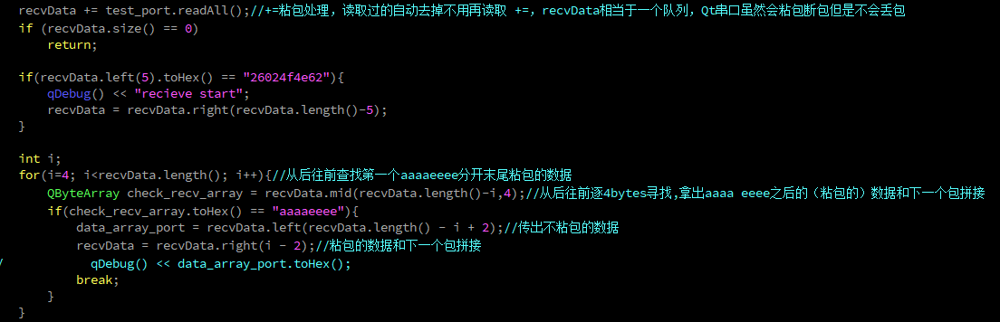 recvData += test_port.readAll();//+=粘包处理，读取过的自动去掉不用再读取 +=，recvData相当于一个队列，Qt串口虽然会粘包断包但是不会丢包
if (recvData.size() == 0)
return;
if(recvData.left(5).toHex() == "26024f4e62"){
qDebug() << "recieve start";
recvData = recvData.right(recvData.length()-5);
}
int i;
for(i=4; i<recvData.length(); i++){//从后往前查找第一个aaaaeeee分开末尾粘包的数据
QByteArray check_recv_array = recvData.mid(recvData.length()-i,4);//从后往前逐4bytes寻找,拿出aaaa eeee之后的（粘包的）数据和下一个包拼接
if(check_recv_array.toHex() == "aaaaeeee"){
data_array_port = recvData.left(recvData.length() - i + 2);//传出不粘包的数据
recvData = recvData.right(i - 2);//粘包的数据和下一个包拼接
/ qDebug() << data_array_port.toHex();
break;
}
}